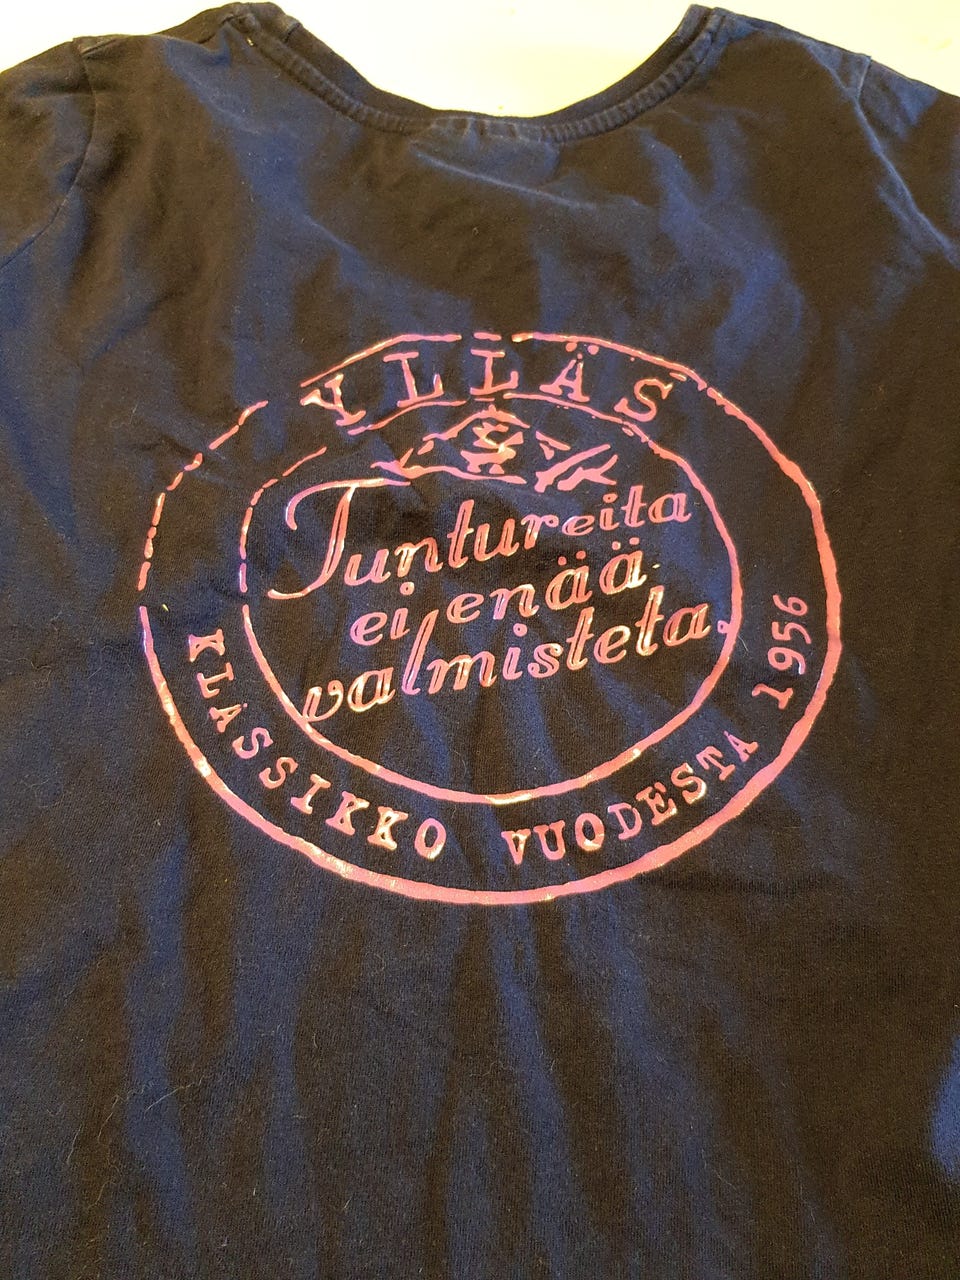 YLLÄS
Tuntureita
ei enää
valmisteta.
KLASSIKKO VUODESTA 1956